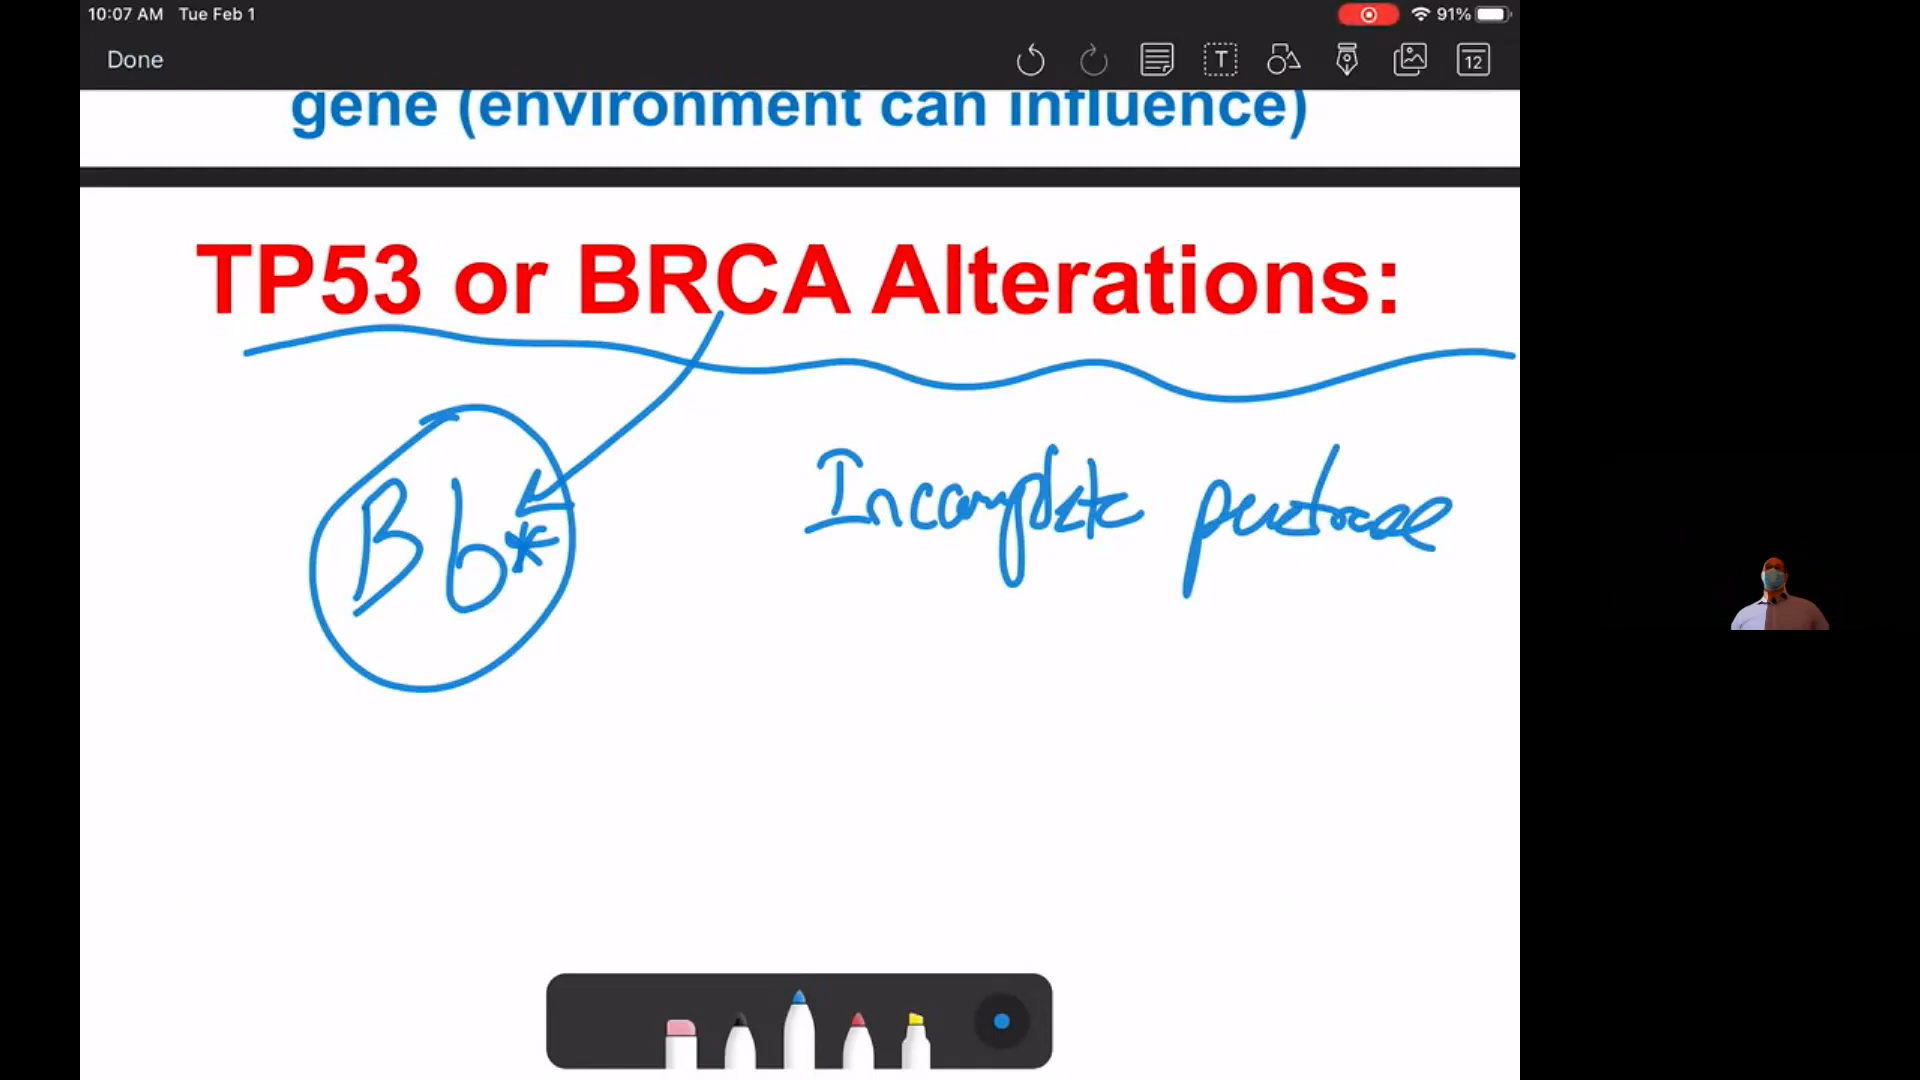 10:07 AM Tue Feb 1
91%
Done
T
12
gene (environment can influence)
TP53 or BRCA Alterations:
Bb*
Incomplete penetrance